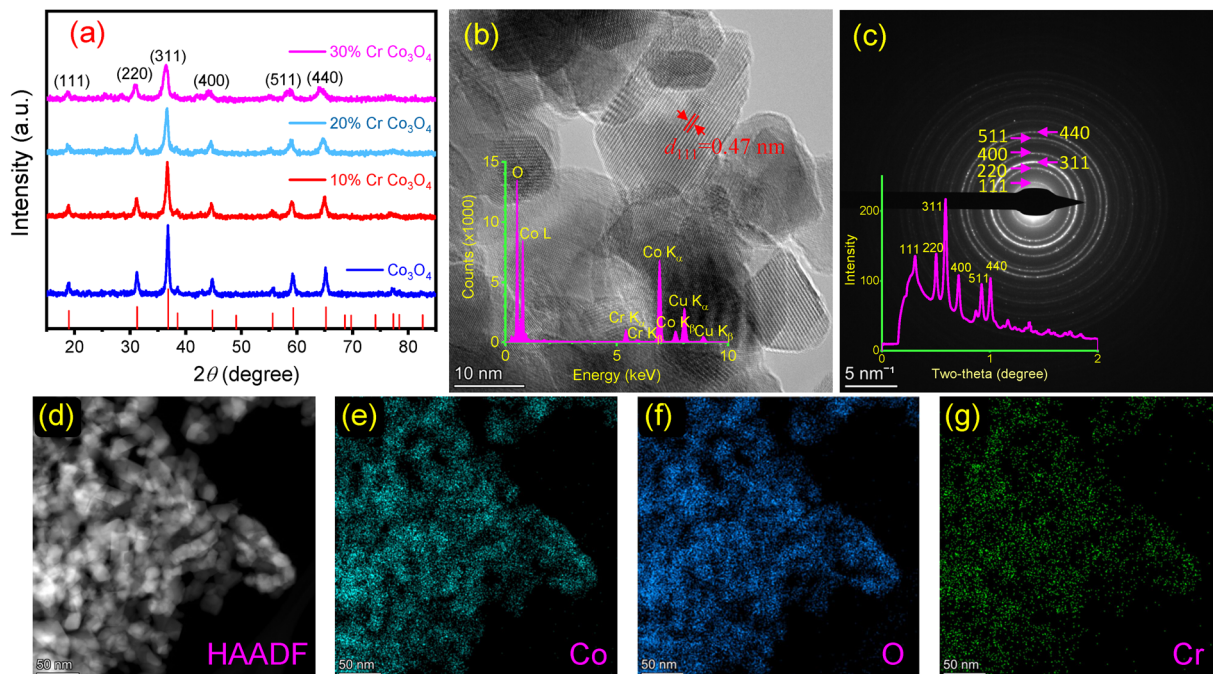 (a)
30% Cr Co₃O₄
(111)
(220)
(311)
(400)
(511)
(440)
20% Cr Co₃O₄
10% Cr Co₃O₄
Co₃O₄
Intensity (a.u.)
20
30
40
50
60
70
80
2θ (degree)
(b)
d₁₁₁=0.47 nm
15
10
5
0
Counts (x1000)
O
Co L
Cr K
Cr Kβ
Co Kα
Co Kβ
Cu Kα
Cu Kβ
0
5
10
Energy (keV)
10 nm
(c)
511
440
400
220
311
111
200
100
0
Intensity
111
220
311
400
511
440
0
1
2
Two-theta (degree)
5 nm⁻¹
(d)
50 nm
HAADF
(e)
50 nm
Co
(f)
50 nm
O
(g)
50 nm
Cr